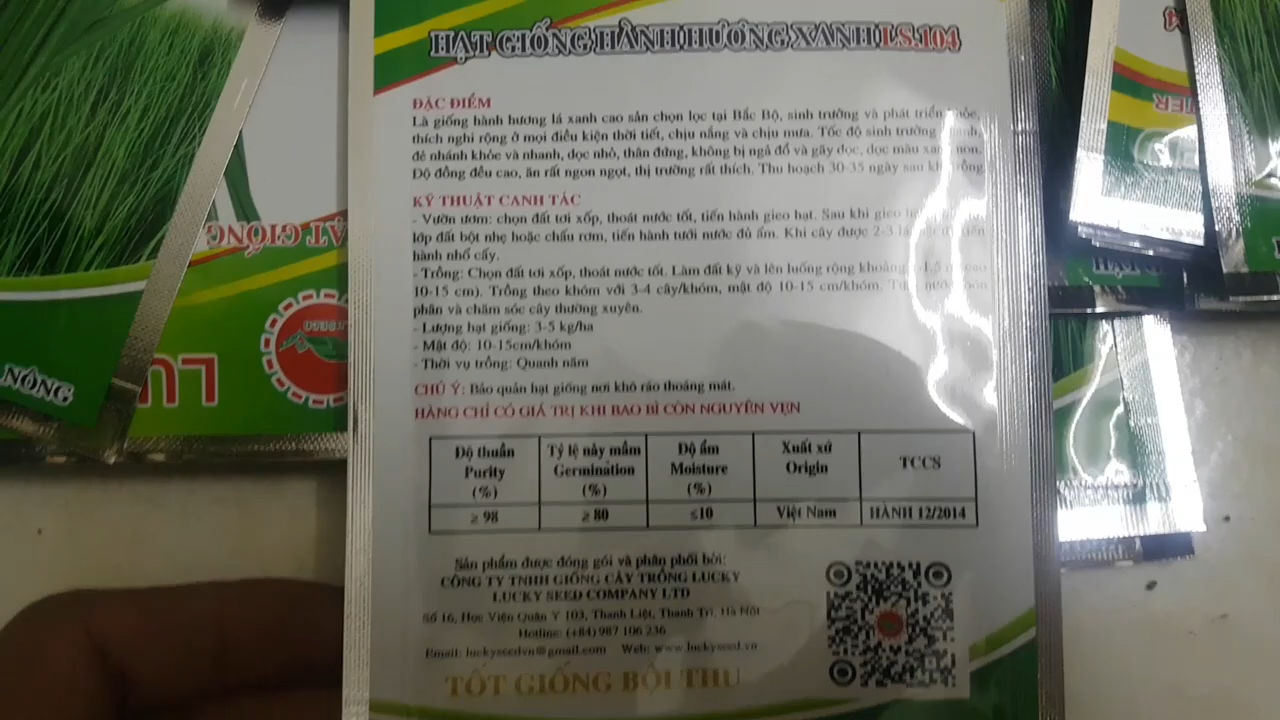 HẠT GIỐNG HÀNH HƯƠNG XANH LS.104
ĐẶC ĐIỂM
Là giống hành hương lá xanh cao sản chọn lọc tại Bắc Bộ, sinh trưởng và phát triển khỏe,
thích nghi rộng ở mọi điều kiện thời tiết, chịu nắng và chịu mưa. Tốc độ sinh trưởng nhanh,
đẻ nhánh khỏe và nhanh, dọc nhỏ, thân đứng, không bị ngả đổ và gãy dọc, dọc màu xanh non.
Độ đồng đều cao, ăn rất ngon ngọt, thị trường rất thích. Thu hoạch 30-35 ngày sau khi trồng
KỸ THUẬT CANH TÁC
- Vườn ươm: chọn đất tơi xốp, thoát nước tốt, tiến hành gieo hạt. Sau khi gieo
lớp đất bột nhẹ hoặc chấu rơm, tiến hành tưới nước đủ ẩm. Khi cây được 2-3 lá
hành nhổ cấy.
- Trồng: Chọn đất tơi xốp, thoát nước tốt. Làm đất kỹ và lên luống rộng khoảng
10-15 cm). Trồng theo khóm với 3-4 cây/khóm, mật độ 10-15 cm/khóm. nước
phân và chăm sóc cây thường xuyên.
- Lượng hạt giống: 3-5 kg/ha
- Mật độ: 10-15cm/khóm
- Thời vụ trồng: Quanh năm
CHÚ Ý: Bảo quản hạt giống nơi khô ráo thoáng mát.
HÀNG CHỈ CÓ GIÁ TRỊ KHI BAO BÌ CÒN NGUYÊN VẸN
Độ thuần Tỷ lệ nảy mầm Độ ẩm Xuất xứ TCCS
Purity Germination Moisture Origin
(%) (%) (%)
≥ 98 ≥ 80 ≤10 Việt Nam HÀNH 12/2014
Sản phẩm được đóng gói và phân phối bởi:
CÔNG TY TNHH GIỐNG CÂY TRỒNG LUCKY
LUCKY SEED COMPANY LTD
Số 16, Học Viện Quân Y 103, Thanh Liệt, Thanh Trì, Hà Nội
Hotline: (+84) 987 106 236
Email: luckyseedvn@gmail.com Web: www.luckyseed.vn
TỐT GIỐNG BỘI THU
ẠT GIỐNG
LU
NÔNG
HẠT G